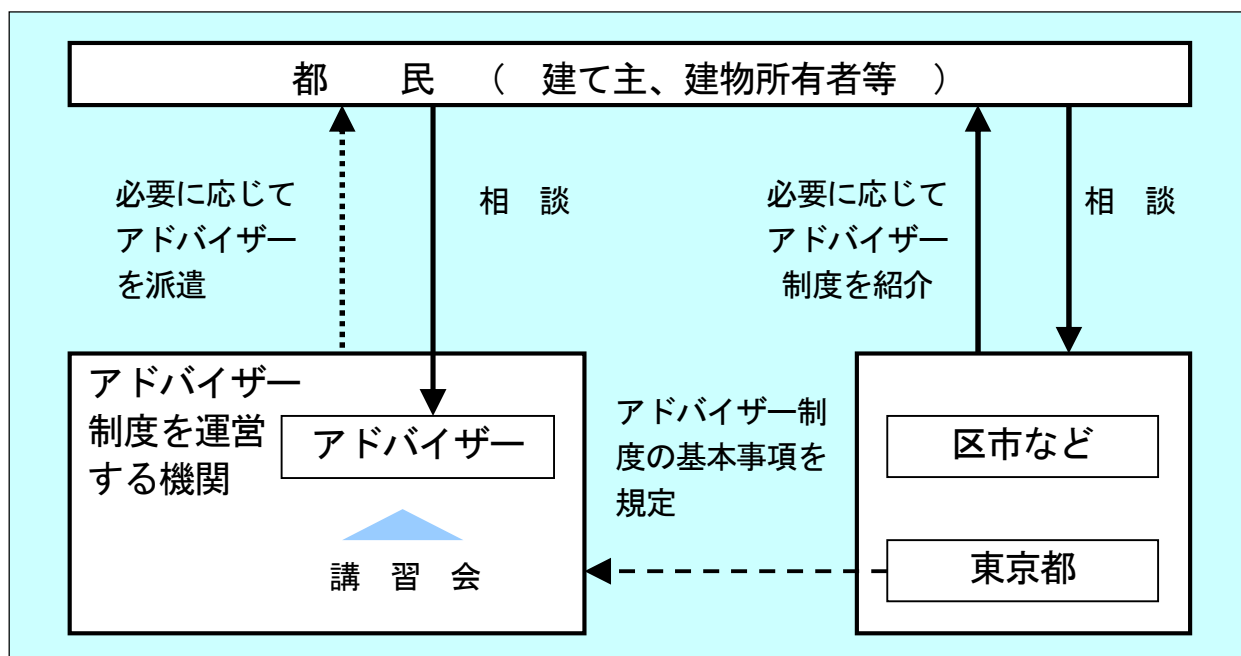 都　民　（　建て主、建物所有者等　）
必要に応じて
アドバイザー
を派遣
相　談
必要に応じて
アドバイザー
制度を紹介
相　談
アドバイザー
制度を運営
する機関
アドバイザー
講　習　会
アドバイザー制
度の基本事項を
規定
区市など
東京都